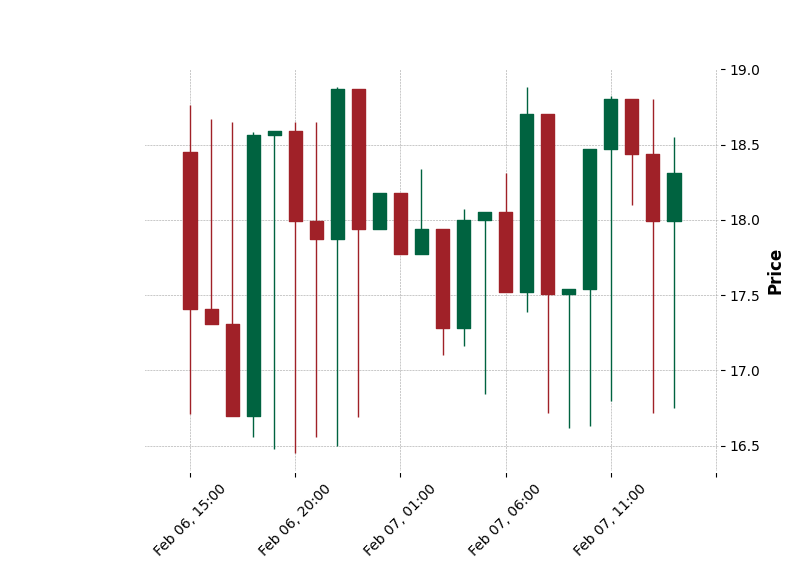 19.0
18.5
18.0
17.5
17.0
16.5
Price
Feb 06, 15:00
Feb 06, 20:00
Feb 07, 01:00
Feb 07, 06:00
Feb 07, 11:00